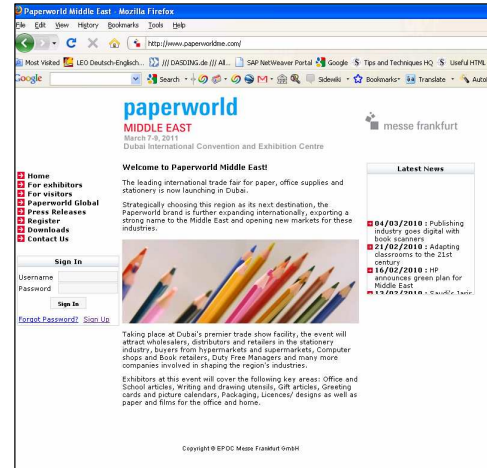 Paperworld Middle East - Mozilla Firefox
File Edit View History Bookmarks Tools Help
http://www.paperworldme.com/
Most Visited LEO Deutsch-Englisch... /// DASDING.de /// All... SAP NetWeaver Portal Google Tips and Techniques HQ Useful HTML
Google Search Sidewiki Bookmarks Translate Auto
paperworld
MIDDLE EAST
March 7-9, 2011
Dubai International Convention and Exhibition Centre
messe frankfurt
Home
For exhibitors
For visitors
Paperworld Global
Press Releases
Register
Downloads
Contact Us
Sign In
Username
Password
Sign In
Forgot Password? Sign Up
Welcome to Paperworld Middle East!
The leading international trade fair for paper, office supplies and
stationery is now launching in Dubai.
Strategically choosing this region as its next destination, the
Paperworld brand is further expanding internationally, exporting a
strong name to the Middle East and opening new markets for these
industries.
Taking place at Dubai's premier trade show facility, the event will
attract wholesalers, distributors and retailers in the stationery
industry, buyers from hypermarkets and supermarkets, Computer
shops and Book retailers, Duty Free Managers and many more
companies involved in shaping the region's industries.
Exhibitors at this event will cover the following key areas: Office and
School articles, Writing and drawing utensils, Gift articles, Greeting
cards and picture calendars, Packaging, Licences/ designs as well as
paper and films for the office and home.
Latest News
04/03/2010 : Publishing
industry goes digital with
book scanners
21/02/2010 : Adapting
classrooms to the 21st
century
16/02/2010 : HP
announces green plan for
Middle East
Copyright © EPOC Messe Frankfurt GmbH